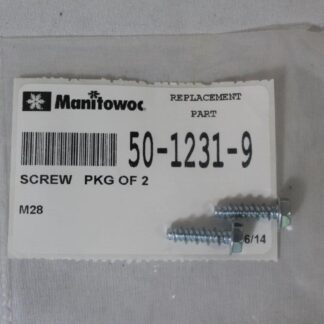 Manitowoc
REPLACEMENT
PART
50-1231-9
SCREW PKG OF 2
M28
6/14